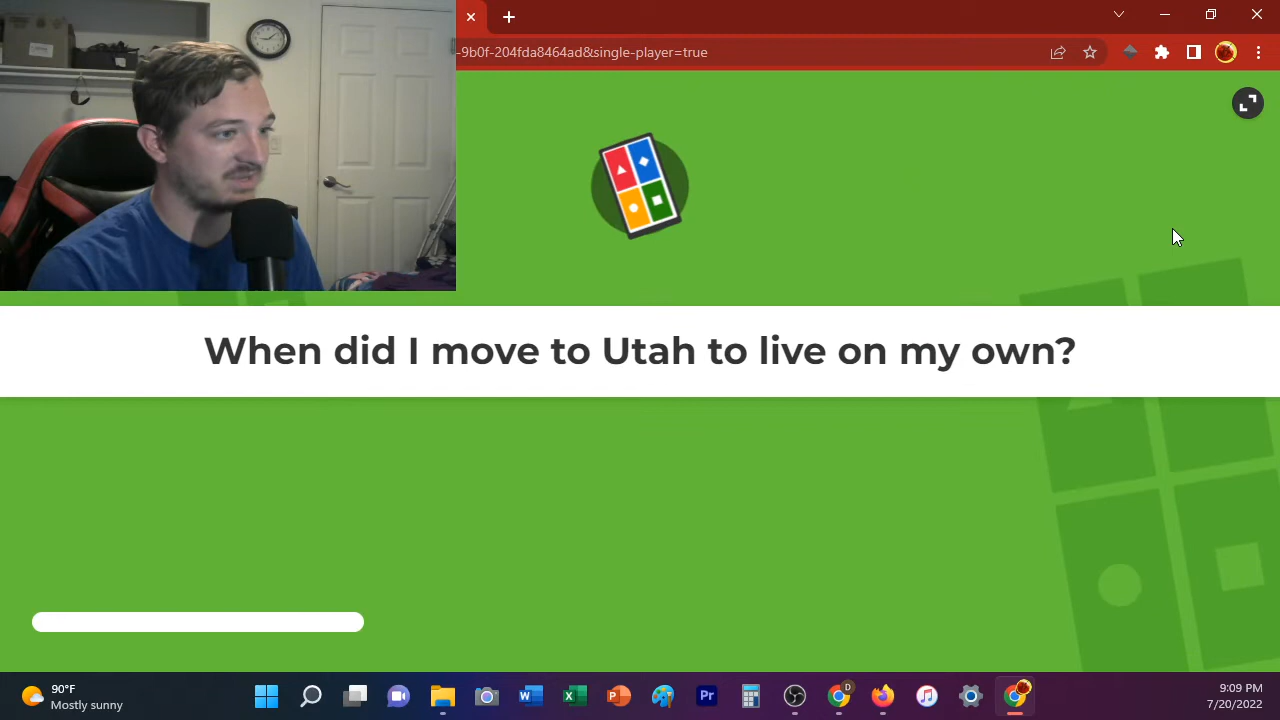 -9b0f-204fda8464ad&single-player=true
When did I move to Utah to live on my own?
90°F
Mostly sunny
D
Pr
9:09 PM
7/20/2022